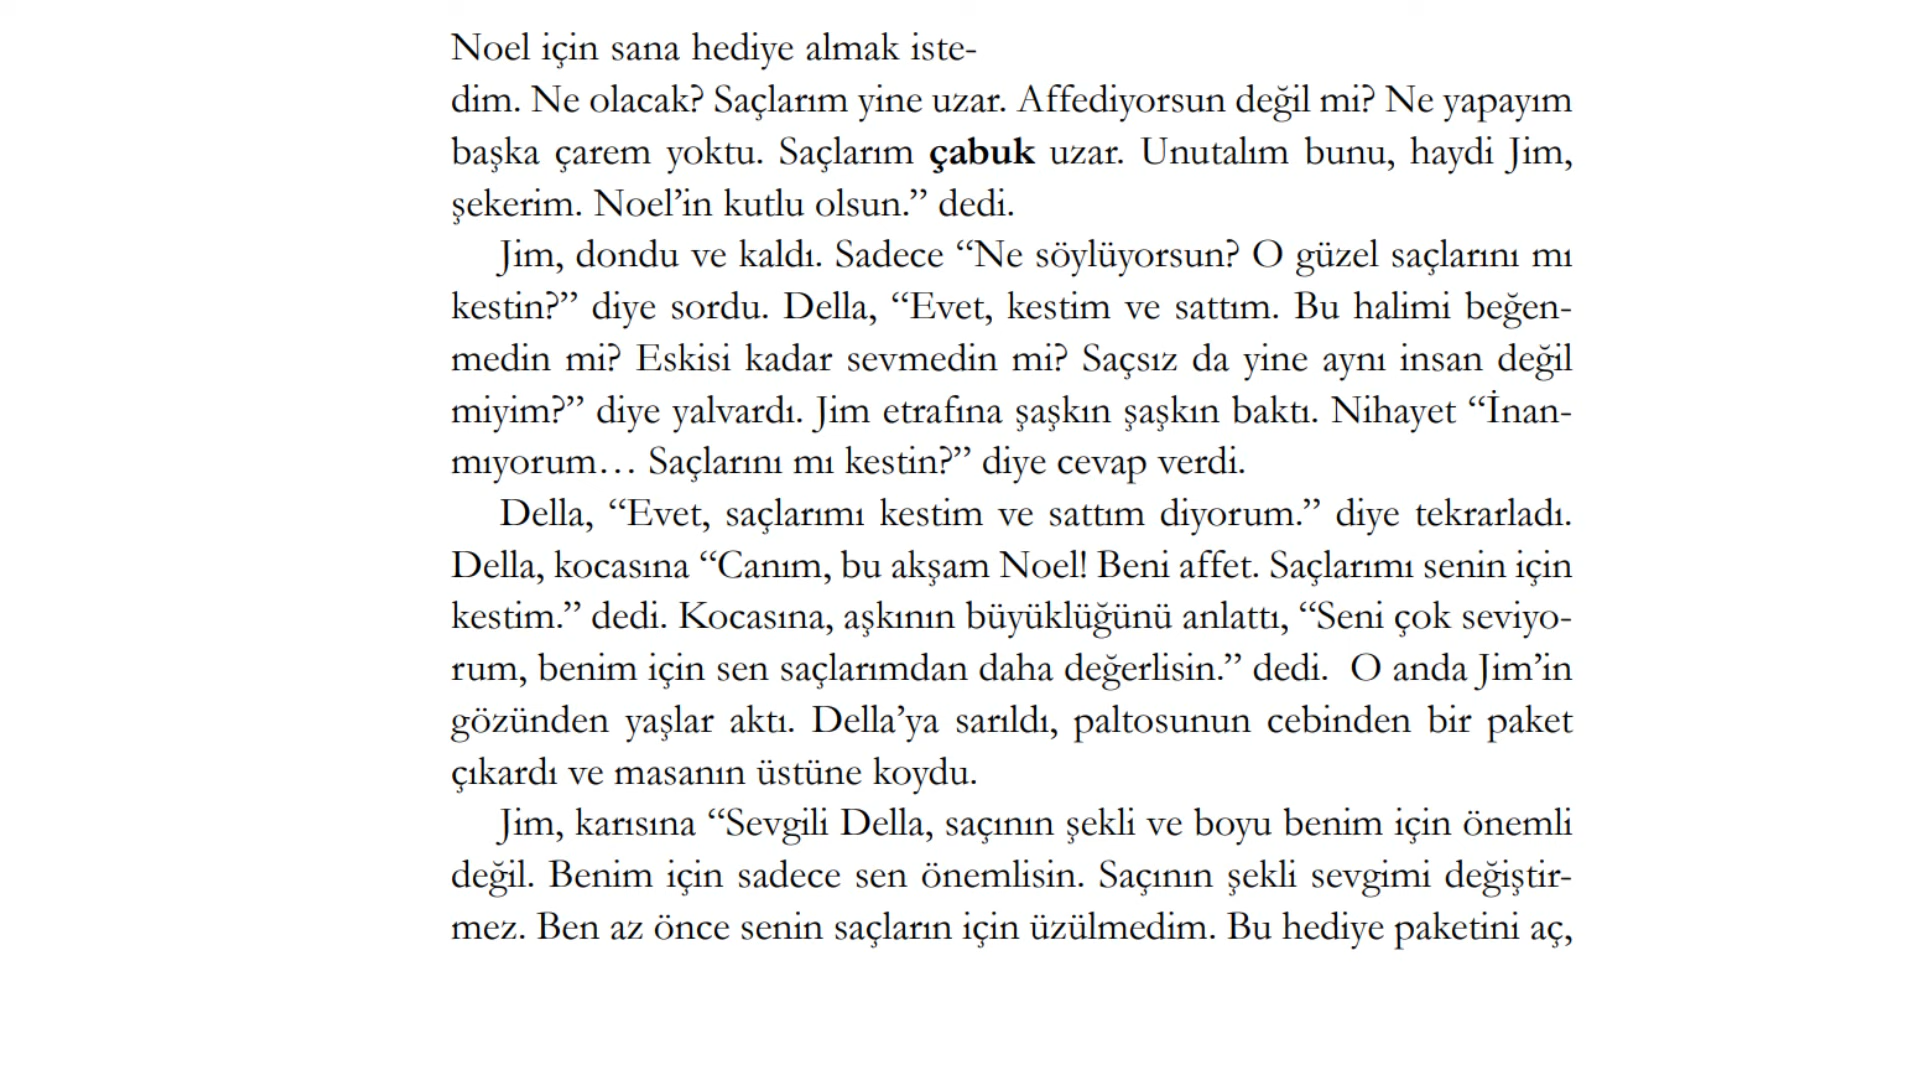 Noel için sana hediye almak iste-
dim. Ne olacak? Saçlarım yine uzar. Affediyorsun değil mi? Ne yapayım
başka çarem yoktu. Saçlarım çabuk uzar. Unutalım bunu, haydi Jim,
şekerim. Noel’in kutlu olsun.” dedi.
Jim, dondu ve kaldı. Sadece “Ne söylüyorsun? O güzel saçlarını mı
kestin?” diye sordu. Della, “Evet, kestim ve sattım. Bu halimi beğen-
medin mi? Eskisi kadar sevmedin mi? Saçsız da yine aynı insan değil
miyim?” diye yalvardı. Jim etrafına şaşkın şaşkın baktı. Nihayet “İnan-
mıyorum… Saçlarını mı kestin?” diye cevap verdi.
Della, “Evet, saçlarımı kestim ve sattım diyorum.” diye tekrarladı.
Della, kocasına “Canım, bu akşam Noel! Beni affet. Saçlarımı senin için
kestim.” dedi. Kocasına, aşkının büyüklüğünü anlattı, “Seni çok seviyo-
rum, benim için sen saçlarımdan daha değerlisin.” dedi.  O anda Jim’in
gözünden yaşlar aktı. Della’ya sarıldı, paltosunun cebinden bir paket
çıkardı ve masanın üstüne koydu.
Jim, karısına “Sevgili Della, saçının şekli ve boyu benim için önemli
değil. Benim için sadece sen önemlisin. Saçının şekli sevgimi değiştir-
mez. Ben az önce senin saçların için üzülmedim. Bu hediye paketini aç,